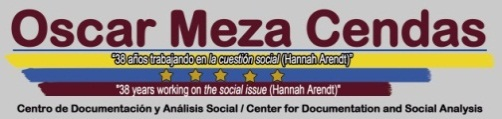 Oscar Meza Cendas
"38 años trabajando en la cuestión social (Hannah Arendt)"
"38 years working on the social issue (Hannah Arendt)"
Centro de Documentación y Análisis Social / Center for Documentation and Social Analysis